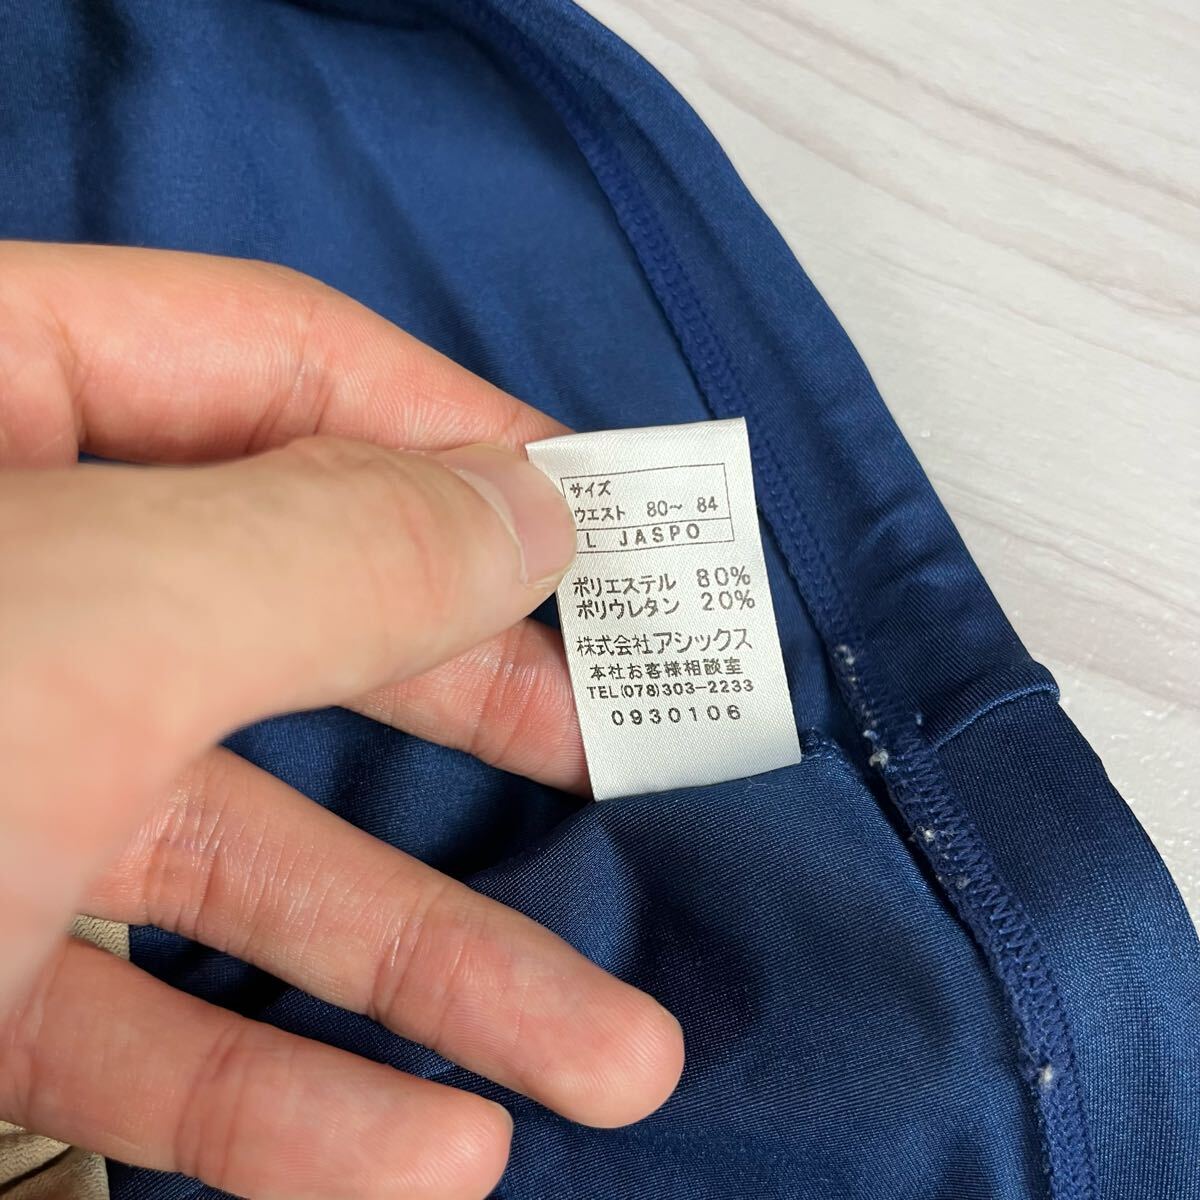 サイズ
ウエスト 80～ 84
L JASPO
ポリエステル 80%
ポリウレタン 20%
株式会社アシックス
本社お客様相談室
TEL(078)303-2233
0930106